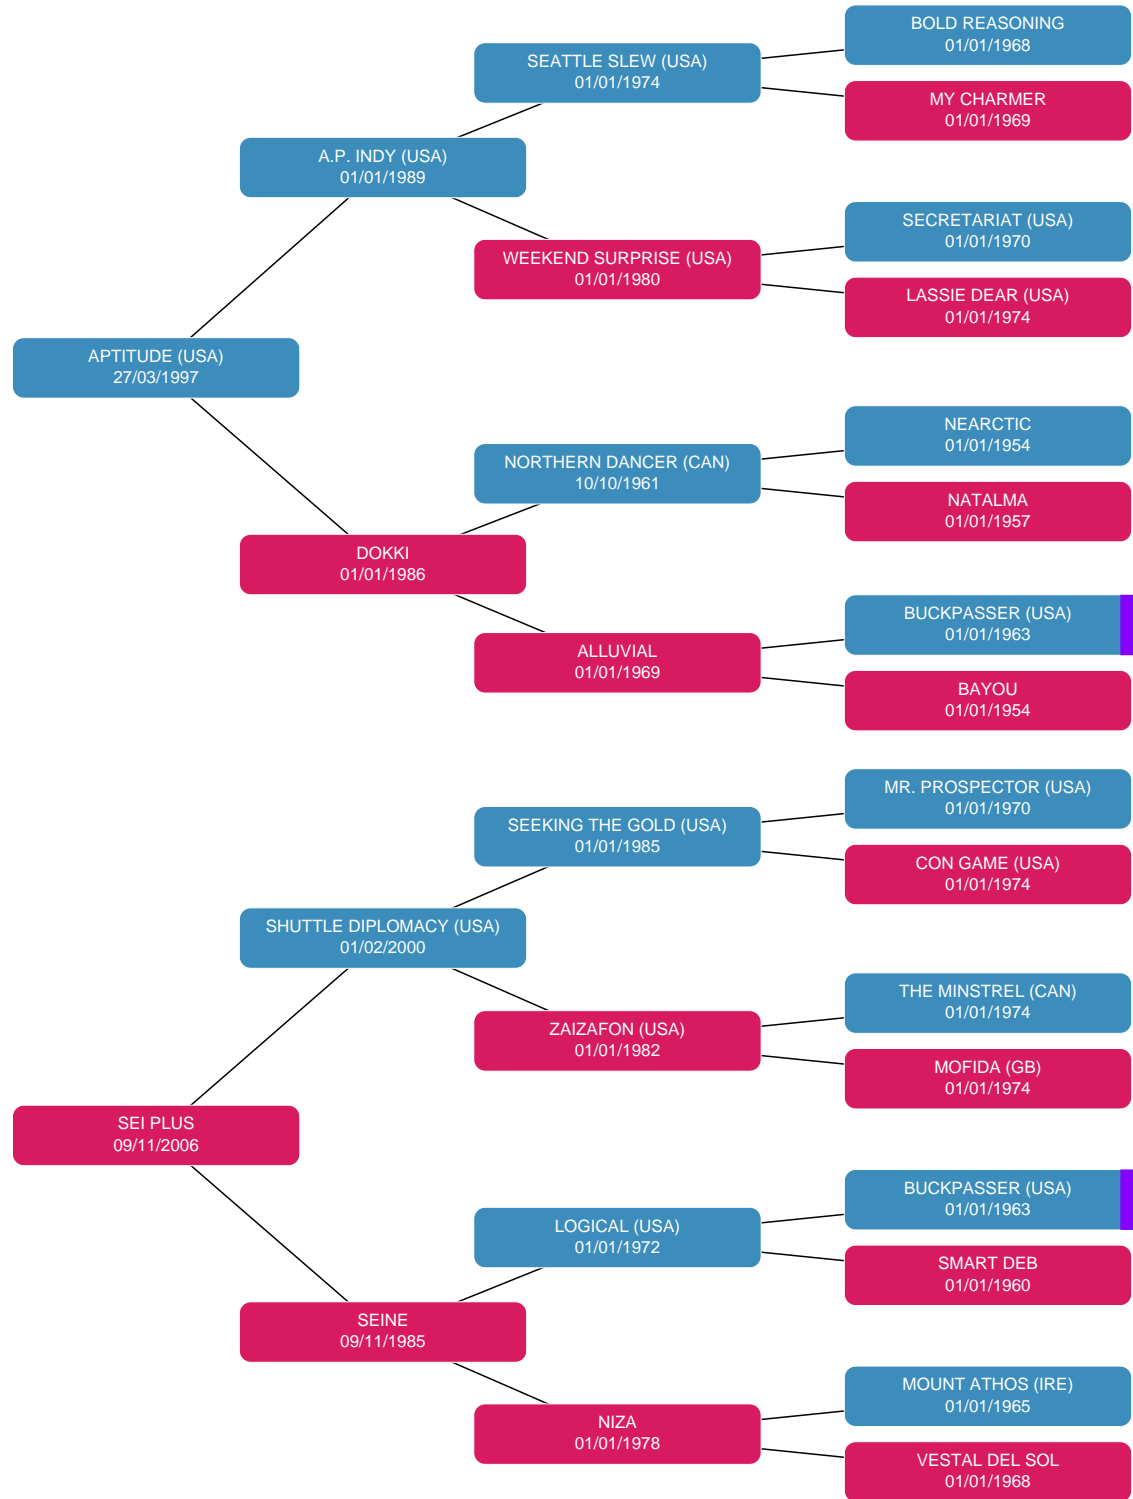 BOLD REASONING
01/01/1968
SEATTLE SLEW (USA)
01/01/1974
MY CHARMER
01/01/1969
A.P. INDY (USA)
01/01/1989
SECRETARIAT (USA)
01/01/1970
WEEKEND SURPRISE (USA)
01/01/1980
LASSIE DEAR (USA)
01/01/1974
APTITUDE (USA)
27/03/1997
NEARCTIC
01/01/1954
NORTHERN DANCER (CAN)
10/10/1961
NATALMA
01/01/1957
DOKKI
01/01/1986
BUCKPASSER (USA)
01/01/1963
ALLUVIAL
01/01/1969
BAYOU
01/01/1954
MR. PROSPECTOR (USA)
01/01/1970
SEEKING THE GOLD (USA)
01/01/1985
CON GAME (USA)
01/01/1974
SHUTTLE DIPLOMACY (USA)
01/02/2000
THE MINSTREL (CAN)
01/01/1974
ZAIZAFON (USA)
01/01/1982
MOFIDA (GB)
01/01/1974
SEI PLUS
09/11/2006
BUCKPASSER (USA)
01/01/1963
LOGICAL (USA)
01/01/1972
SMART DEB
01/01/1960
SEINE
09/11/1985
MOUNT ATHOS (IRE)
01/01/1965
NIZA
01/01/1978
VESTAL DEL SOL
01/01/1968